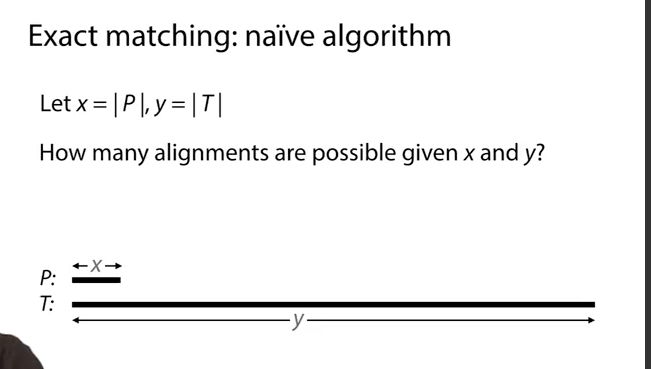 Exact matching: naïve algorithm
Let x = |P|, y = |T|
How many alignments are possible given x and y?
x
P:
T:
y